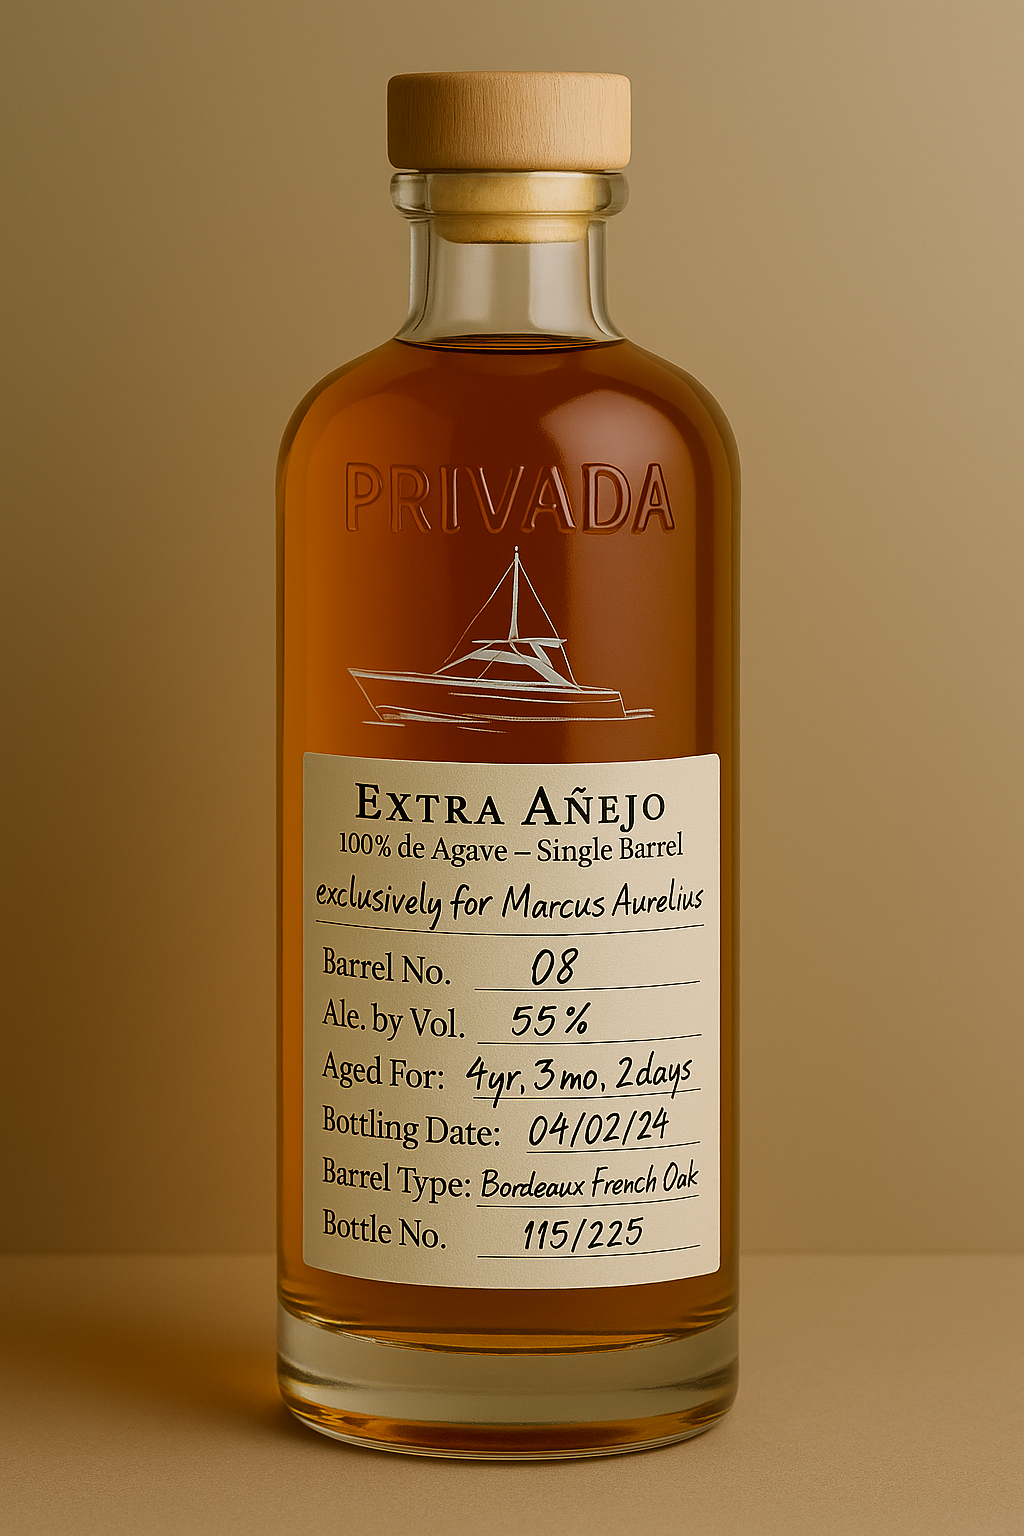 PRIVADA
EXTRA AÑEJO
100% de Agave – Single Barrel
exclusively for Marcus Aurelius
Barrel No. 08
Ale. by Vol. 55%
Aged For: 4yr, 3mo, 2days
Bottling Date: 04/02/24
Barrel Type: Bordeaux French Oak
Bottle No. 115/225